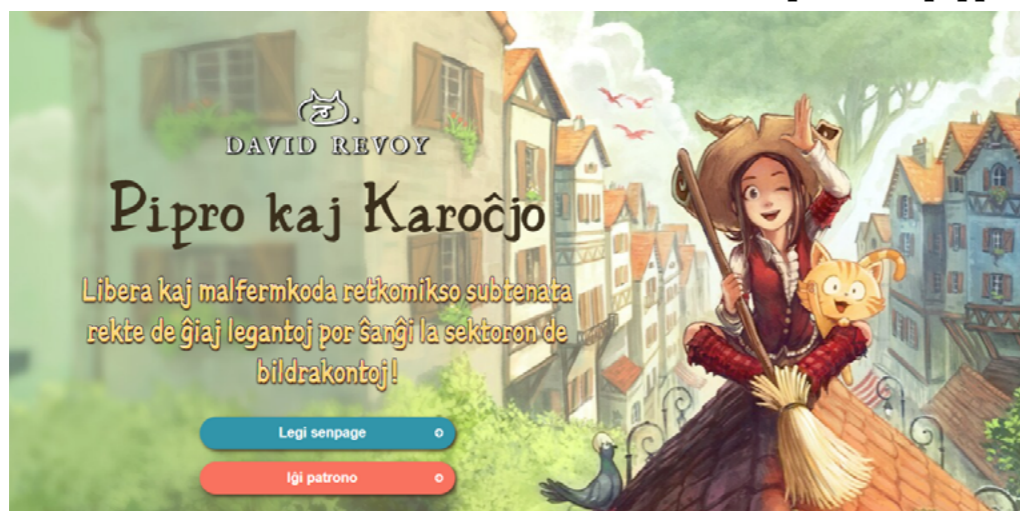 DAVID REVOY
Pipro kaj Karoĉjo
Libera kaj malfermkoda retkomikso subtenata
rekte de ĝiaj legantoj por ŝanĝi la sektoron de
bildrakontoj!
Legi senpage
Iĝi patrono